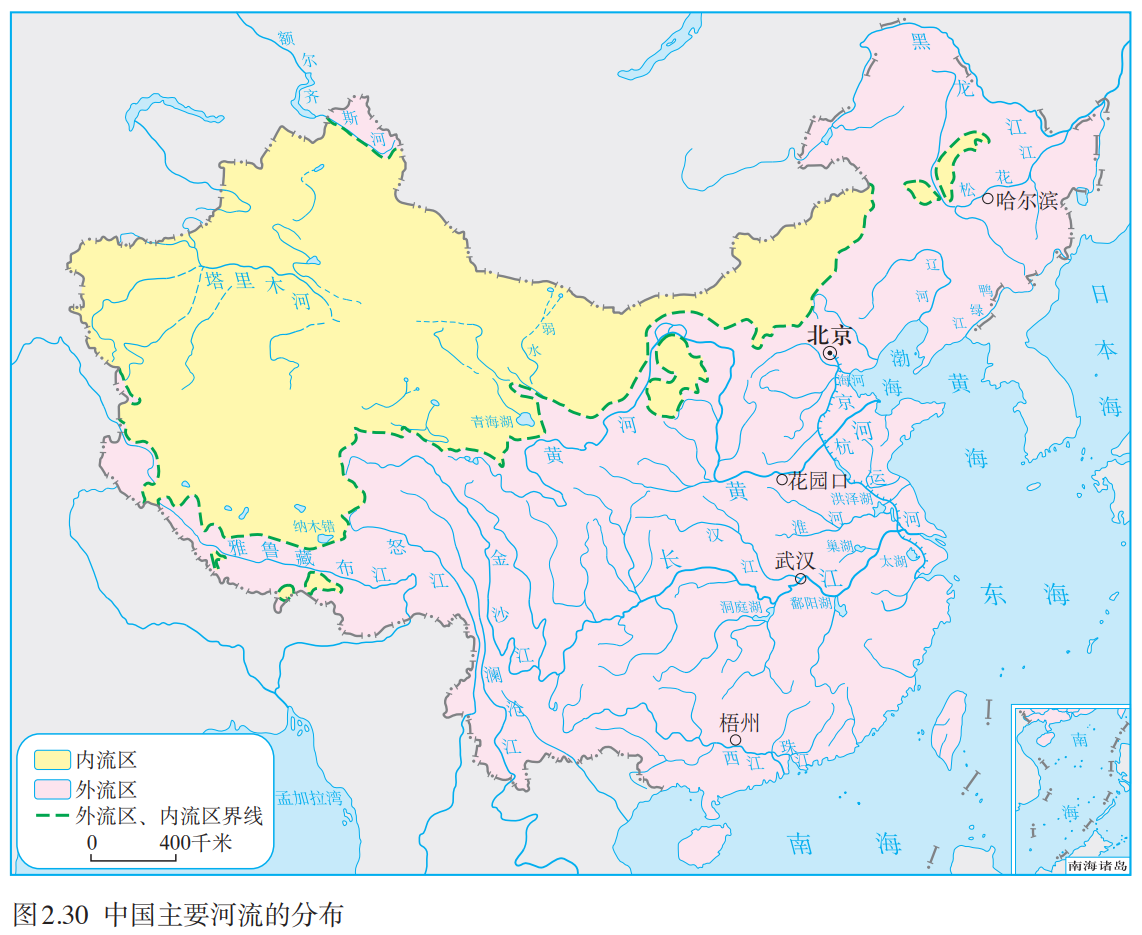 额尔齐斯河
黑龙江
松花江
哈尔滨
塔里木河
弱水
辽河
鸭绿江
日本海
北京
渤海
黄海
海河
京杭运河
青海湖
黄河
黄河
花园口
洪泽湖
淮河
纳木错
雅鲁藏布江
怒江
金沙江
澜沧江
长江
汉江
武汉
巢湖
太湖
洞庭湖
鄱阳湖
东海
梧州
西江
珠江
孟加拉湾
南海
南海
南海诸岛
内流区
外流区
外流区、内流区界线
0 400千米
图2.30 中国主要河流的分布